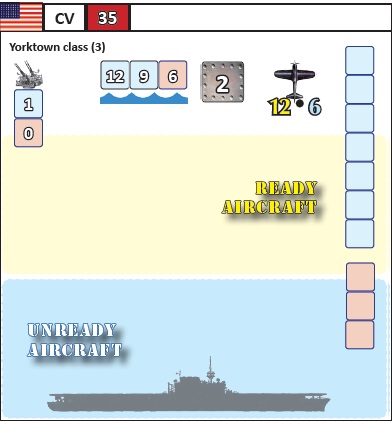 CV 35
Yorktown class (3)
12 9 6
2
12 6
1
0
READY
AIRCRAFT
UNREADY
AIRCRAFT